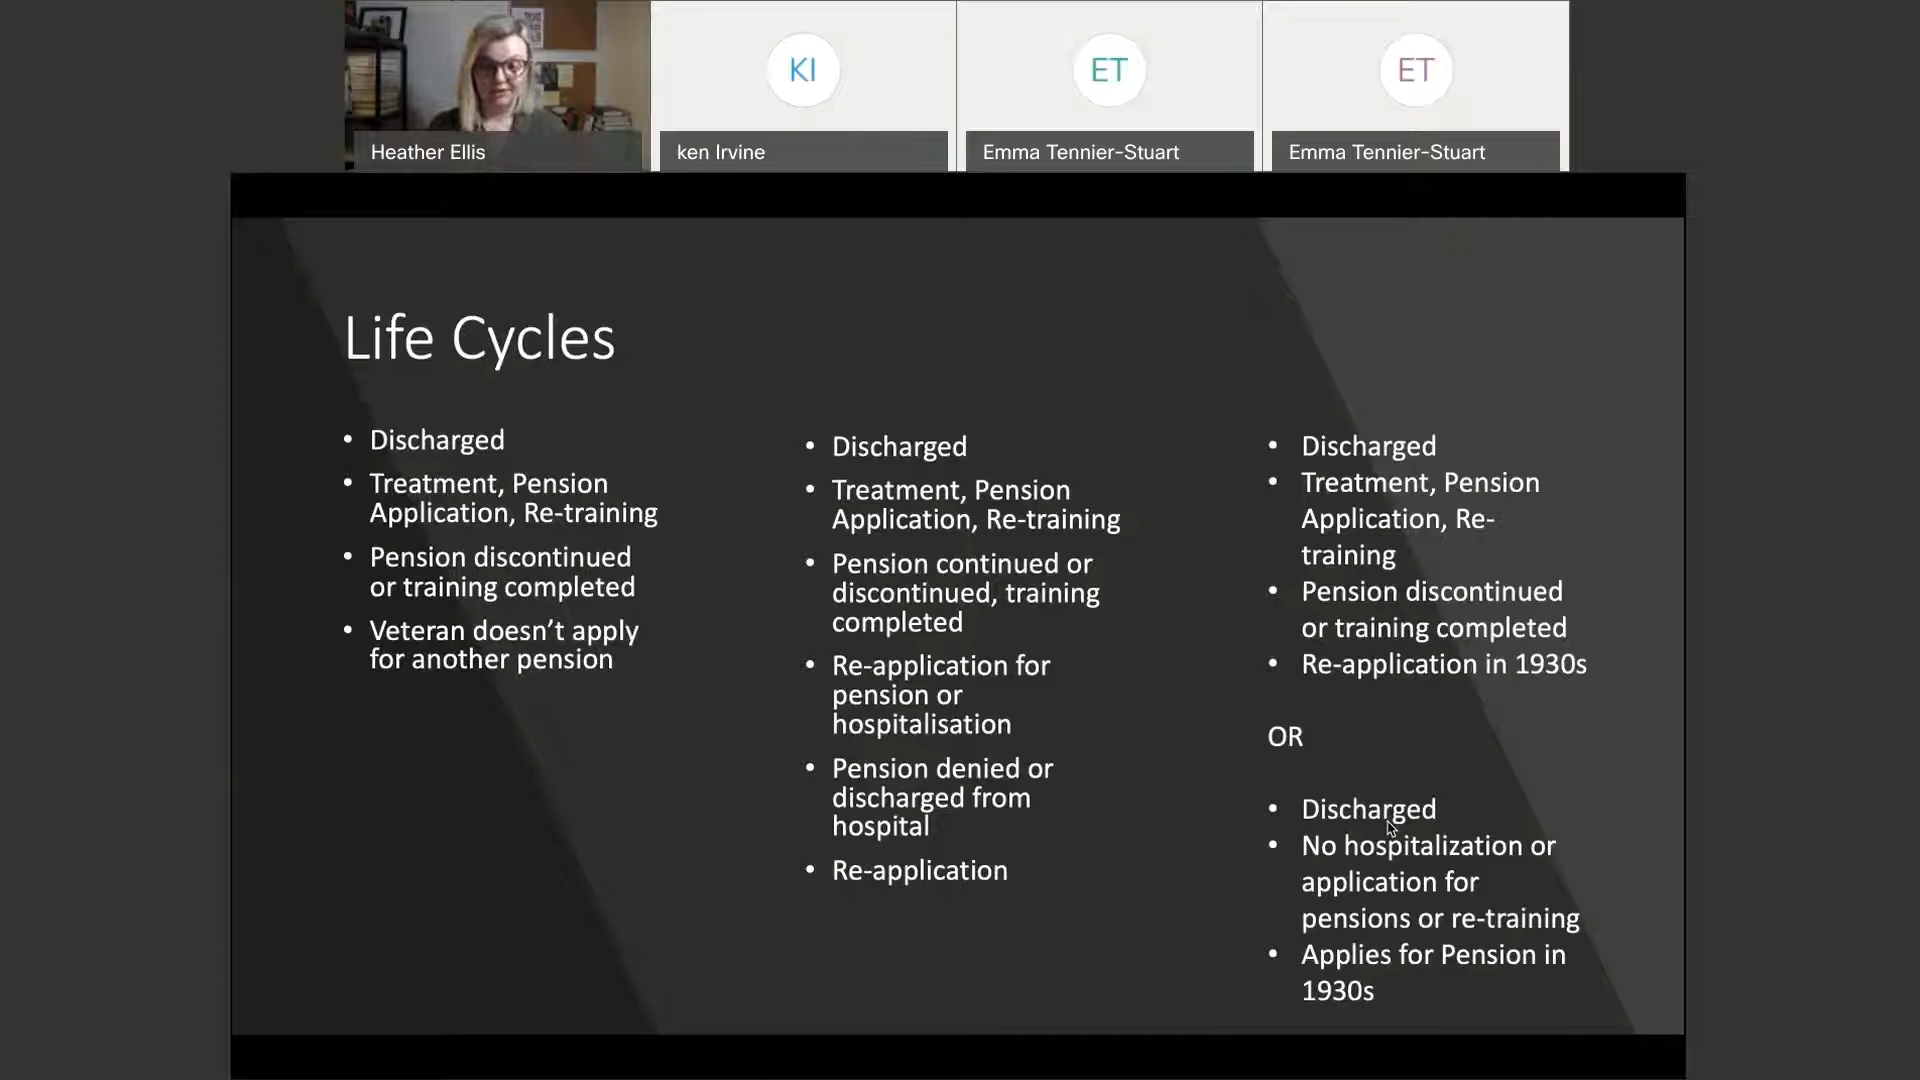 KI
ET
ET
Heather Ellis
ken Irvine
Emma Tennier-Stuart
Emma Tennier-Stuart
Life Cycles
• Discharged
• Treatment, Pension
Application, Re-training
• Pension discontinued
or training completed
• Veteran doesn’t apply
for another pension
• Discharged
• Treatment, Pension
Application, Re-training
• Pension continued or
discontinued, training
completed
• Re-application for
pension or
hospitalisation
• Pension denied or
discharged from
hospital
• Re-application
• Discharged
• Treatment, Pension
Application, Re-
training
• Pension discontinued
or training completed
• Re-application in 1930s
OR
• Discharged
• No hospitalization or
application for
pensions or re-training
• Applies for Pension in
1930s